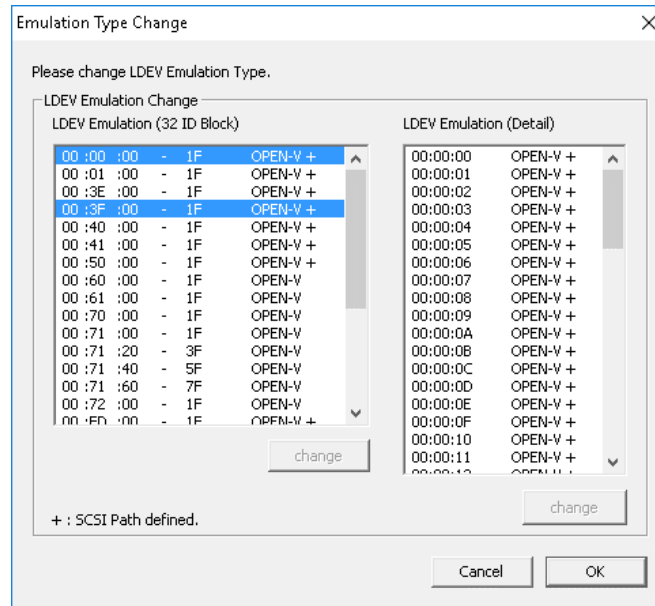 Emulation Type Change
Please change LDEV Emulation Type.
LDEV Emulation Change
LDEV Emulation (32 ID Block)
00 :00 :00 - 1F OPEN-V +
00 :01 :00 - 1F OPEN-V +
00 :3E :00 - 1F OPEN-V +
00 :3F :00 - 1F OPEN-V +
00 :40 :00 - 1F OPEN-V +
00 :41 :00 - 1F OPEN-V +
00 :50 :00 - 1F OPEN-V +
00 :60 :00 - 1F OPEN-V
00 :61 :00 - 1F OPEN-V
00 :70 :00 - 1F OPEN-V
00 :71 :00 - 1F OPEN-V
00 :71 :20 - 3F OPEN-V
00 :71 :40 - 5F OPEN-V
00 :71 :60 - 7F OPEN-V
00 :72 :00 - 1F OPEN-V
00 :FD :00 - 1F OPEN-V +
change
+ : SCSI Path defined.
LDEV Emulation (Detail)
00:00:00 OPEN-V +
00:00:01 OPEN-V +
00:00:02 OPEN-V +
00:00:03 OPEN-V +
00:00:04 OPEN-V +
00:00:05 OPEN-V +
00:00:06 OPEN-V +
00:00:07 OPEN-V +
00:00:08 OPEN-V +
00:00:09 OPEN-V +
00:00:0A OPEN-V +
00:00:0B OPEN-V +
00:00:0C OPEN-V +
00:00:0D OPEN-V +
00:00:0E OPEN-V +
00:00:0F OPEN-V +
00:00:10 OPEN-V +
00:00:11 OPEN-V +
00:00:12 OPEN-V +
change
Cancel
OK